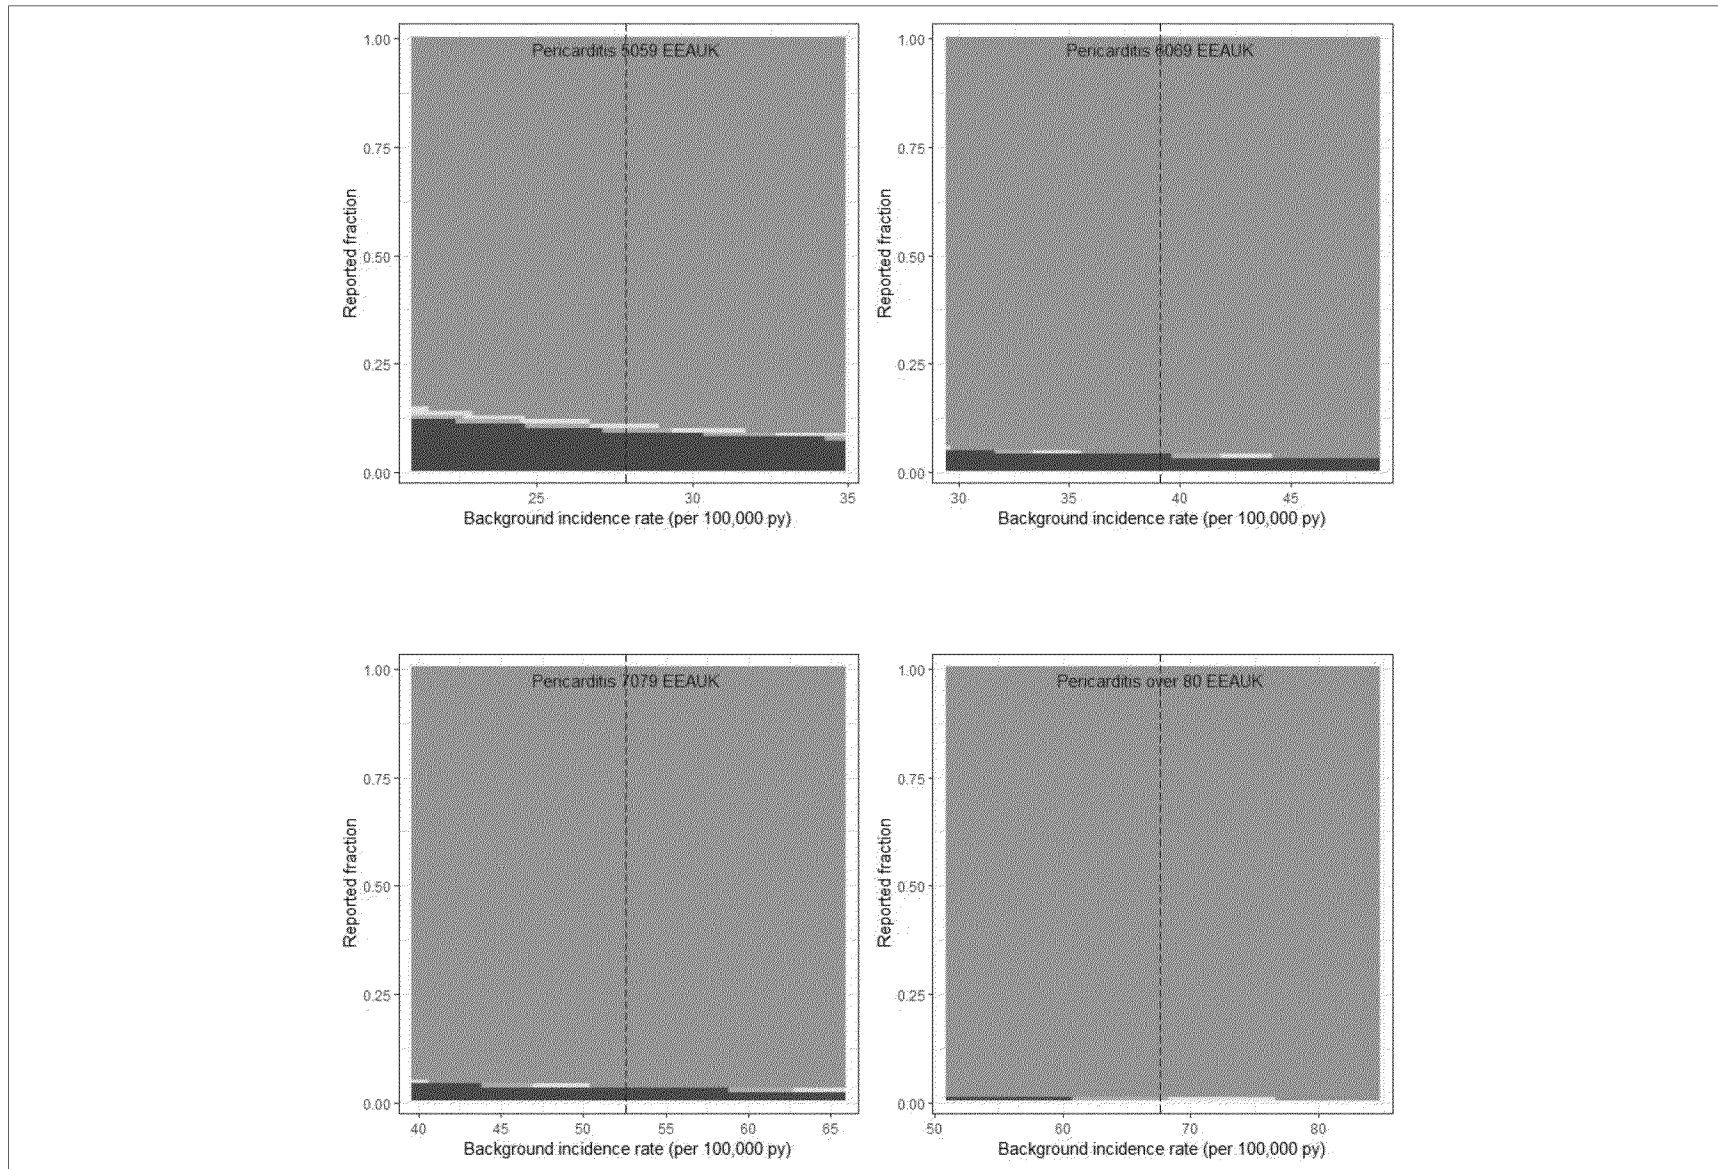 Pericarditis 5059 EEAUK
1.00
0.75
0.50
0.25
0.00
Reported fraction
25 30 35
Background incidence rate (per 100,000 py)
Pericarditis 6069 EEAUK
1.00
0.75
0.50
0.25
0.00
Reported fraction
30 35 40 45
Background incidence rate (per 100,000 py)
Pericarditis 7079 EEAUK
1.00
0.75
0.50
0.25
0.00
Reported fraction
40 45 50 55 60 65
Background incidence rate (per 100,000 py)
Pericarditis over 80 EEAUK
1.00
0.75
0.50
0.25
0.00
Reported fraction
50 60 70 80
Background incidence rate (per 100,000 py)